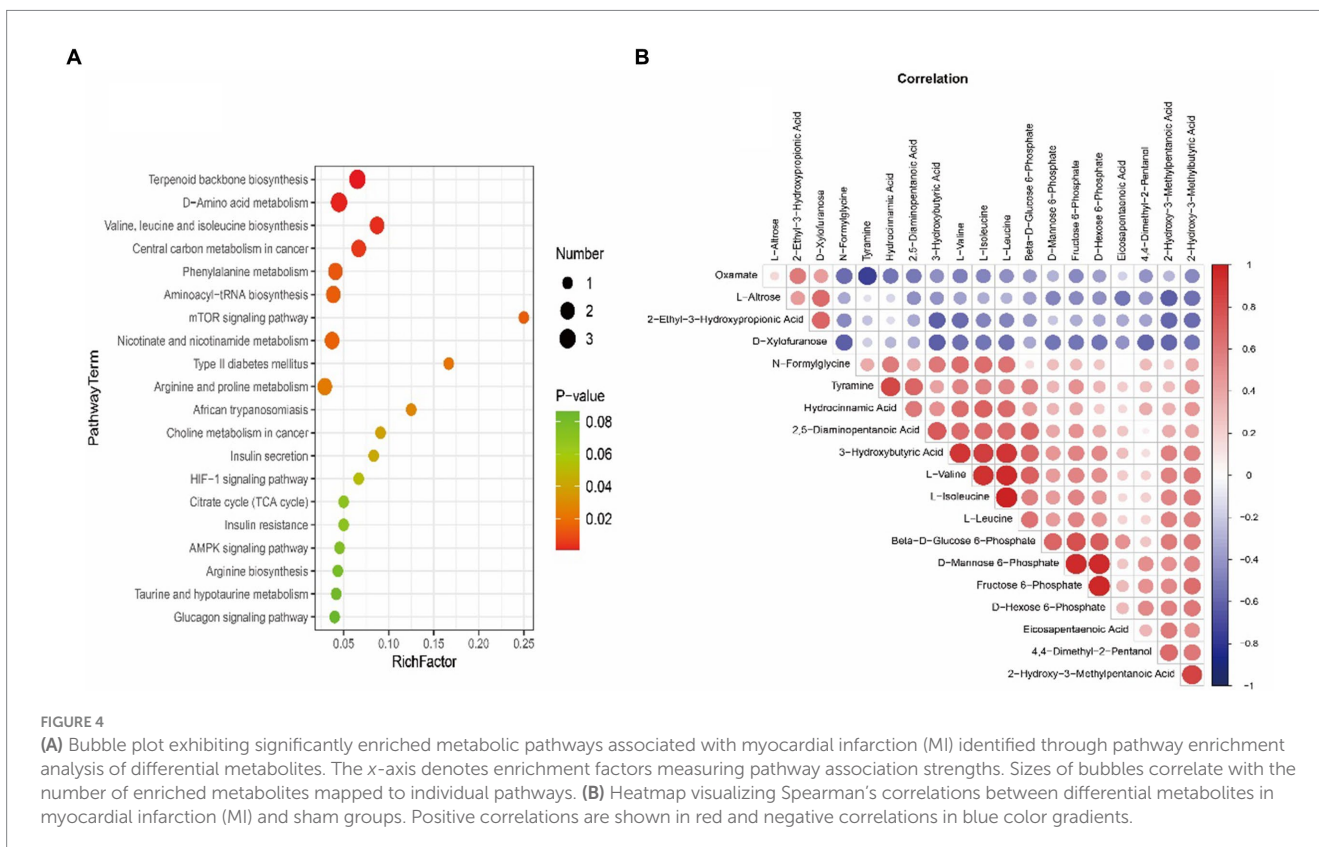 A
Terpenoid backbone biosynthesis
D-Amino acid metabolism
Valine, leucine and isoleucine biosynthesis
Central carbon metabolism in cancer
Phenylalanine metabolism
Aminoacyl-tRNA biosynthesis
mTOR signaling pathway
Nicotinate and nicotinamide metabolism
Type II diabetes mellitus
Arginine and proline metabolism
African trypanosomiasis
Choline metabolism in cancer
Insulin secretion
HIF-1 signaling pathway
Citrate cycle (TCA cycle)
Insulin resistance
AMPK signaling pathway
Arginine biosynthesis
Taurine and hypotaurine metabolism
Glucagon signaling pathway
PathwayTerm
0.05 0.10 0.15 0.20 0.25
RichFactor
Number
1
2
3
P-value
0.08
0.06
0.04
0.02
B
Correlation
L-Altrose
2-Ethyl-3-Hydroxypropionic Acid
D-Xylofuranose
N-Formylglycine
Tyramine
Hydrocinnamic Acid
2,5-Diaminopentanoic Acid
3-Hydroxybutyric Acid
L-Valine
L-Isoleucine
L-Leucine
Beta-D-Glucose 6-Phosphate
D-Mannose 6-Phosphate
Fructose 6-Phosphate
D-Hexose 6-Phosphate
Eicosapentaenoic Acid
4,4-Dimethyl-2-Pentanol
2-Hydroxy-3-Methylpentanoic Acid
2-Hydroxy-3-Methylbutyric Acid
Oxamate
L-Altrose
2-Ethyl-3-Hydroxypropionic Acid
D-Xylofuranose
N-Formylglycine
Tyramine
Hydrocinnamic Acid
2,5-Diaminopentanoic Acid
3-Hydroxybutyric Acid
L-Valine
L-Isoleucine
L-Leucine
Beta-D-Glucose 6-Phosphate
D-Mannose 6-Phosphate
Fructose 6-Phosphate
D-Hexose 6-Phosphate
Eicosapentaenoic Acid
4,4-Dimethyl-2-Pentanol
2-Hydroxy-3-Methylpentanoic Acid
1
0.8
0.6
0.4
0.2
0
-0.2
-0.4
-0.6
-0.8
-1
FIGURE 4
(A) Bubble plot exhibiting significantly enriched metabolic pathways associated with myocardial infarction (MI) identified through pathway enrichment
analysis of differential metabolites. The x-axis denotes enrichment factors measuring pathway association strengths. Sizes of bubbles correlate with the
number of enriched metabolites mapped to individual pathways. (B) Heatmap visualizing Spearman's correlations between differential metabolites in
myocardial infarction (MI) and sham groups. Positive correlations are shown in red and negative correlations in blue color gradients.